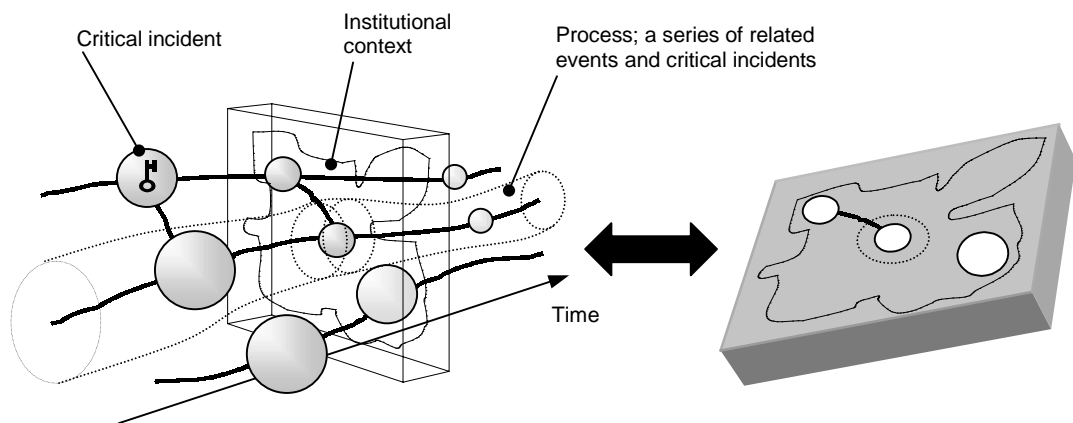 Critical incident
Institutional
context
Process; a series of related
events and critical incidents
Time